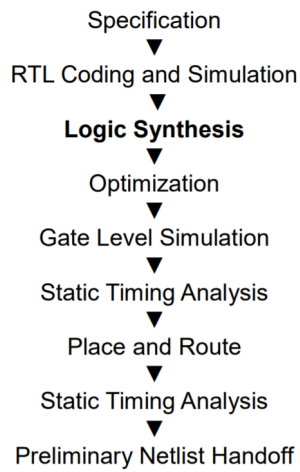 Specification
RTL Coding and Simulation
Logic Synthesis
Optimization
Gate Level Simulation
Static Timing Analysis
Place and Route
Static Timing Analysis
Preliminary Netlist Handoff